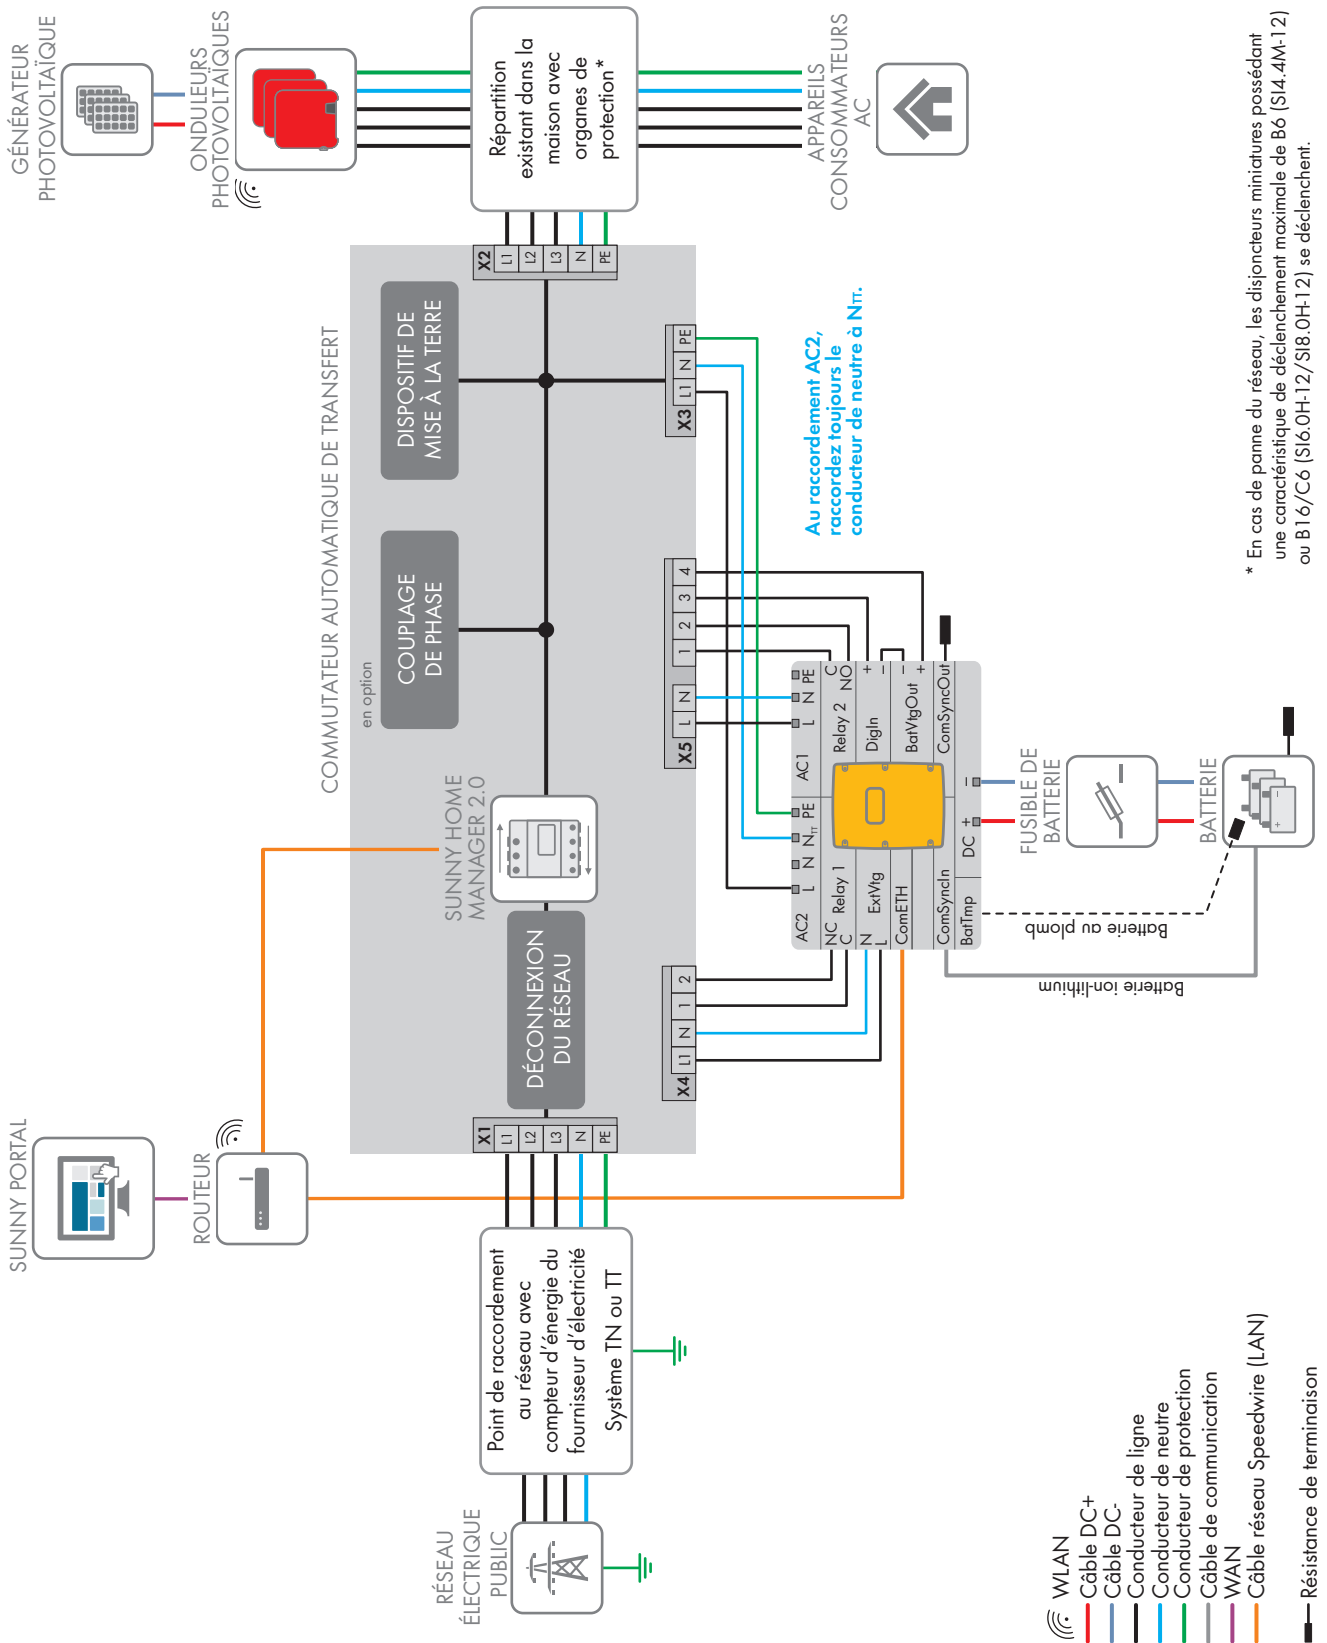 SUNNY PORTAL
ROUTEUR
GÉNÉRATEUR
PHOTOVOLTAÏQUE
ONDULEURS
PHOTOVOLTAÏQUES
COMMUTATEUR AUTOMATIQUE DE TRANSFERT
en option
COUPLAGE
DE PHASE
DISPOSITIF DE
MISE À LA TERRE
SUNNY HOME
MANAGER 2.0
DÉCONNEXION
DU RÉSEAU
RÉSEAU
ÉLECTRIQUE
PUBLIC
Point de raccordement
au réseau avec
compteur d'énergie du
fournisseur d'électricité
Système TN ou TT
X1
L1
L2
L3
N
PE
X2
L1
L2
L3
N
PE
Répartition
existant dans la
maison avec
organes de
protection*
APPAREILS
CONSOMMATEURS
AC
X4
L1
N
1
2
X5
L
N
1
2
3
4
X3
L1
N
PE
Au raccordement AC2,
raccordez toujours le
conducteur de neutre à NTT.
AC2
L
N
NTT
PE
AC1
L
N
PE
NC
C
Relay 1
N
L
ExtVtg
ComETH
ComSyncIn
BatTmp
Relay 2
C
NO
DigIn
+
−
BatVtgOut
−
+
ComSyncOut
DC
+
−
Batterie au plomb
Batterie ion-lithium
FUSIBLE DE
BATTERIE
BATTERIE
WLAN
Câble DC+
Câble DC-
Conducteur de ligne
Conducteur de neutre
Conducteur de protection
Câble de communication
WAN
Câble réseau Speedwire (LAN)
Résistance de terminaison
* En cas de panne du réseau, les disjoncteurs miniatures possédant
une caractéristique de déclenchement maximale de B6 (SI4.4M-12)
ou B16/C6 (SI6.0H-12/SI8.0H-12) se déclenchent.